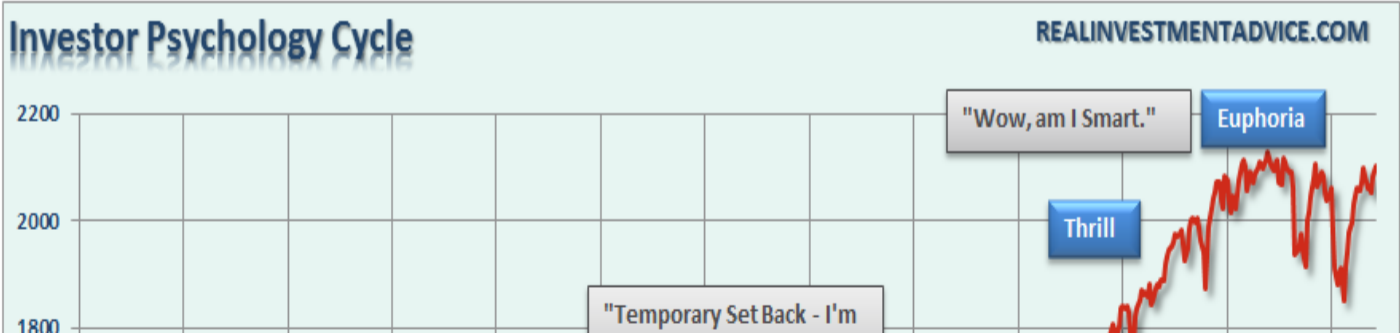 Investor Psychology Cycle
REALINVESTMENTADVICE.COM
2200
"Wow, am I Smart."
Euphoria
2000
Thrill
"Temporary Set Back - I'm
1800